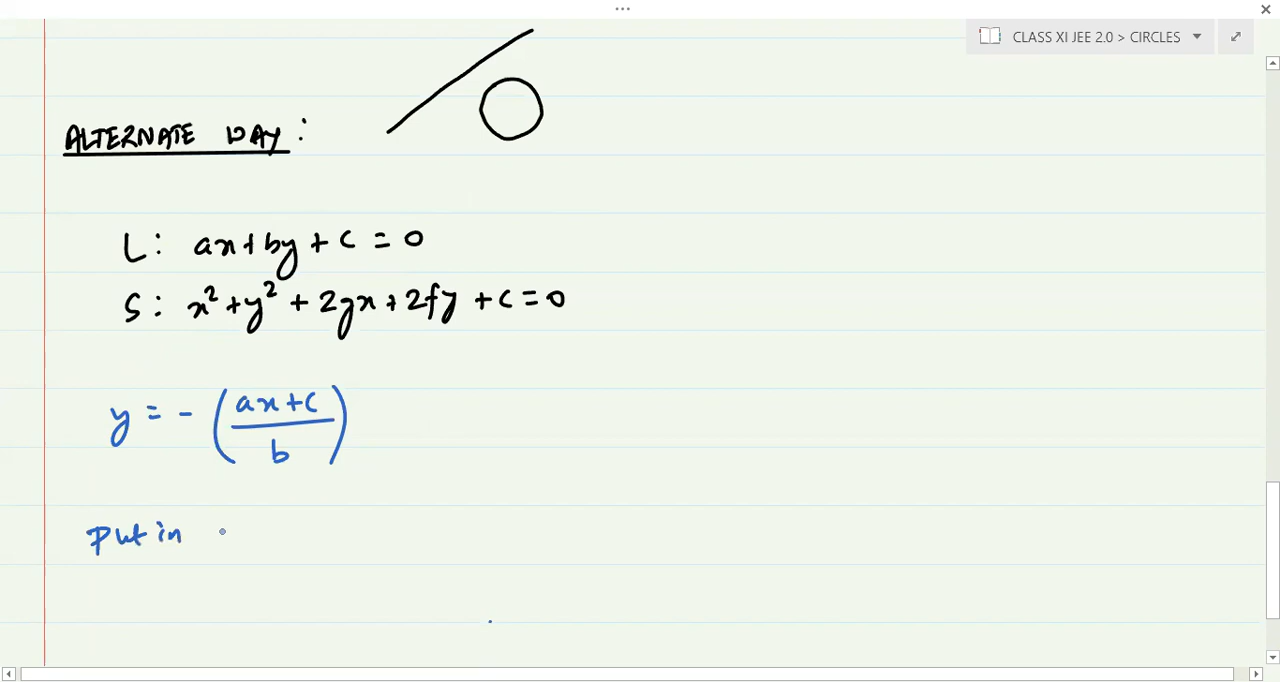 CLASS XI JEE 2.0 > CIRCLES
ALTERNATE WAY:
L: ax+by+c=0
S: x²+y²+2gx+2fy+c=0
y=-(ax+c/b)
Put in